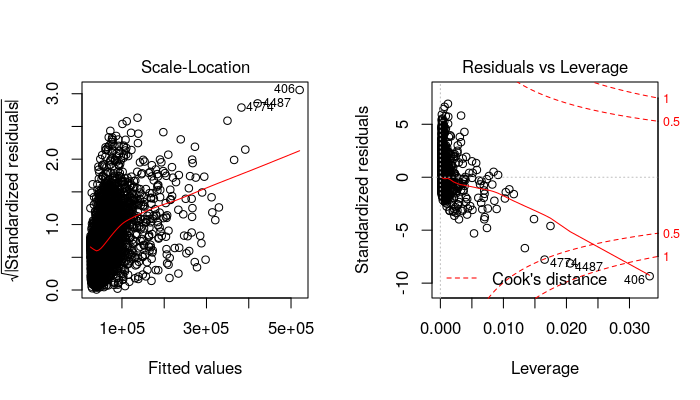 Scale-Location
3.0
2.0
1.0
0.0
√|Standardized residuals|
406
4487
4774
1e+05
3e+05
5e+05
Fitted values
Residuals vs Leverage
5
0
-5
-10
Standardized residuals
1
0.5
0.5
1
4774
4487
406
Cook's distance
0.000
0.010
0.020
0.030
Leverage